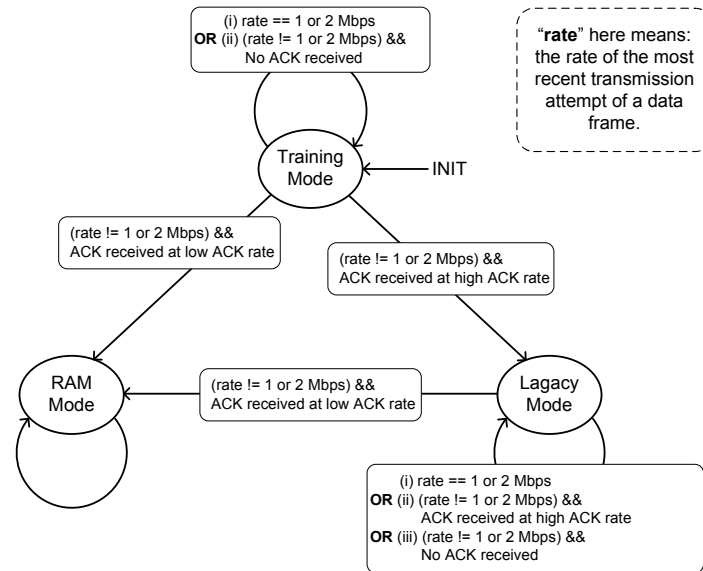 (i) rate == 1 or 2 Mbps
OR (ii) (rate != 1 or 2 Mbps) &&
No ACK received
"rate" here means:
the rate of the most
recent transmission
attempt of a data
frame.
Training
Mode
INIT
(rate != 1 or 2 Mbps) &&
ACK received at low ACK rate
(rate != 1 or 2 Mbps) &&
ACK received at high ACK rate
RAM
Mode
(rate != 1 or 2 Mbps) &&
ACK received at low ACK rate
Lagacy
Mode
(i) rate == 1 or 2 Mbps
OR (ii) (rate != 1 or 2 Mbps) &&
ACK received at high ACK rate
OR (iii) (rate != 1 or 2 Mbps) &&
No ACK received